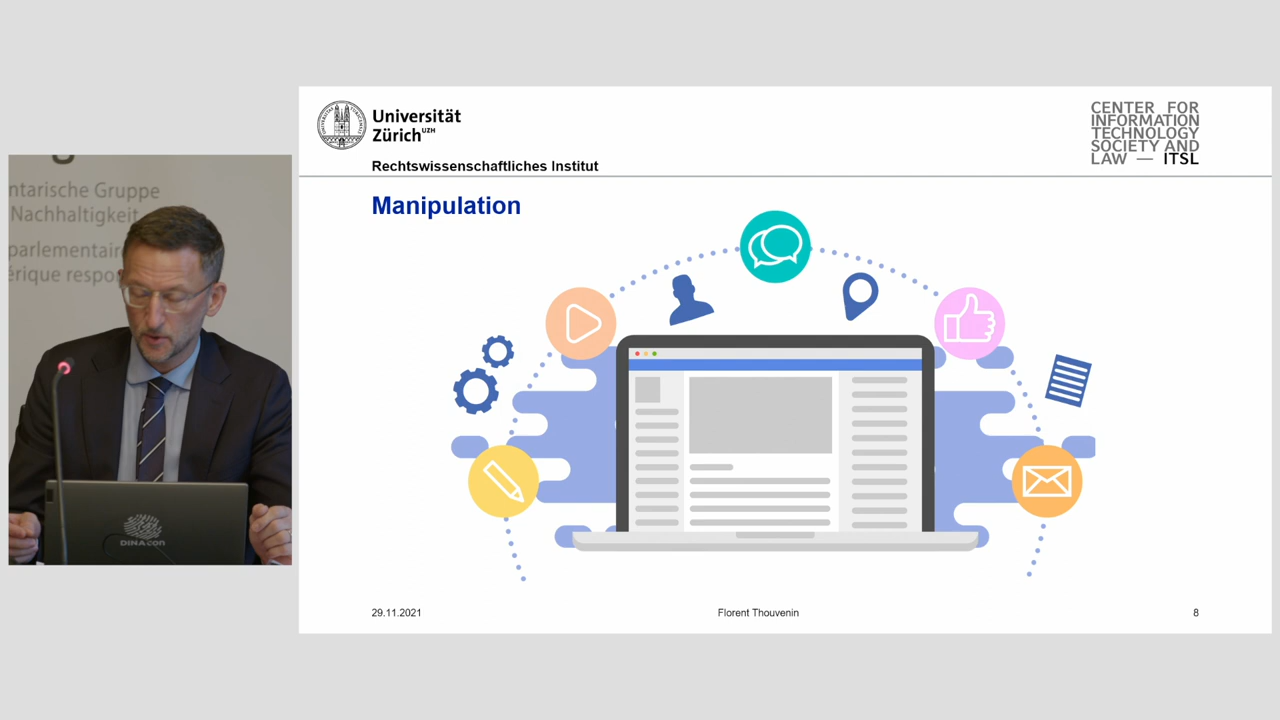 ntarische Gruppe
Nachhaltigkeit
parlementair
érique respo
DINAcon
Universität
Zürich UZH
Rechtswissenschaftliches Institut
CENTER FOR
INFORMATION
TECHNOLOGY
SOCIETY AND
LAW — ITSL
Manipulation
29.11.2021
Florent Thouvenin
8